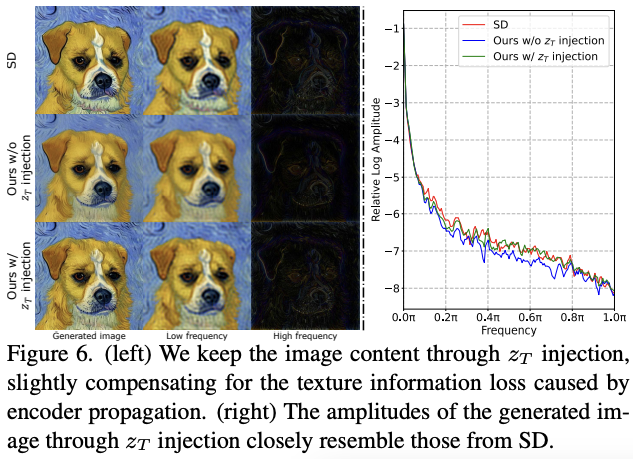 SD
Ours w/o
z_T injection
Ours w/
z_T injection
Generated image
Low frequency
High frequency
SD
Ours w/o z_T injection
Ours w/ z_T injection
Relative Log Amplitude
−1
−2
−3
−4
−5
−6
−7
−8
0.0π 0.2π 0.4π 0.6π 0.8π 1.0π
Frequency
Figure 6. (left) We keep the image content through z_T injection,
slightly compensating for the texture information loss caused by
encoder propagation. (right) The amplitudes of the generated im-
age through z_T injection closely resemble those from SD.